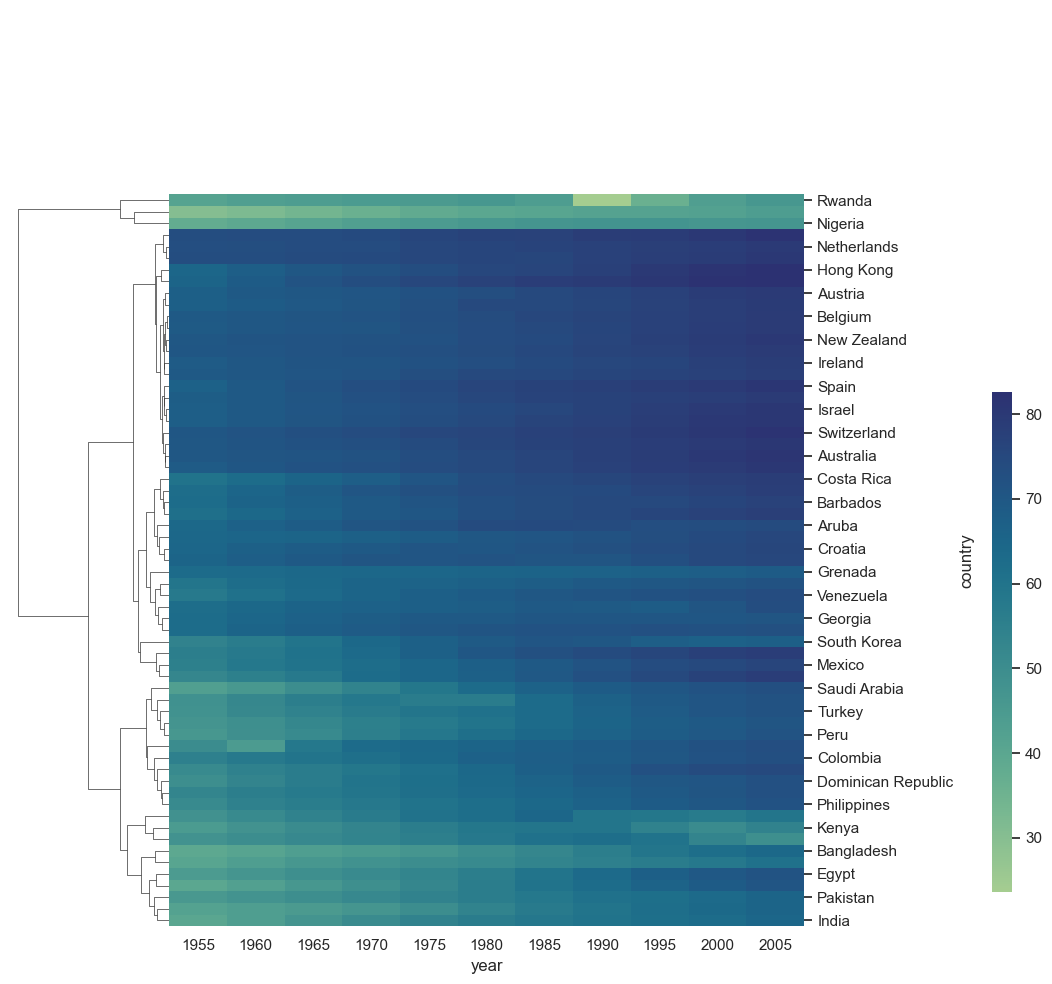 Rwanda
Nigeria
Netherlands
Hong Kong
Austria
Belgium
New Zealand
Ireland
Spain
Israel
Switzerland
Australia
Costa Rica
Barbados
Aruba
Croatia
Grenada
Venezuela
Georgia
South Korea
Mexico
Saudi Arabia
Turkey
Peru
Colombia
Dominican Republic
Philippines
Kenya
Bangladesh
Egypt
Pakistan
India
1955 1960 1965 1970 1975 1980 1985 1990 1995 2000 2005
year
country
80
70
60
50
40
30